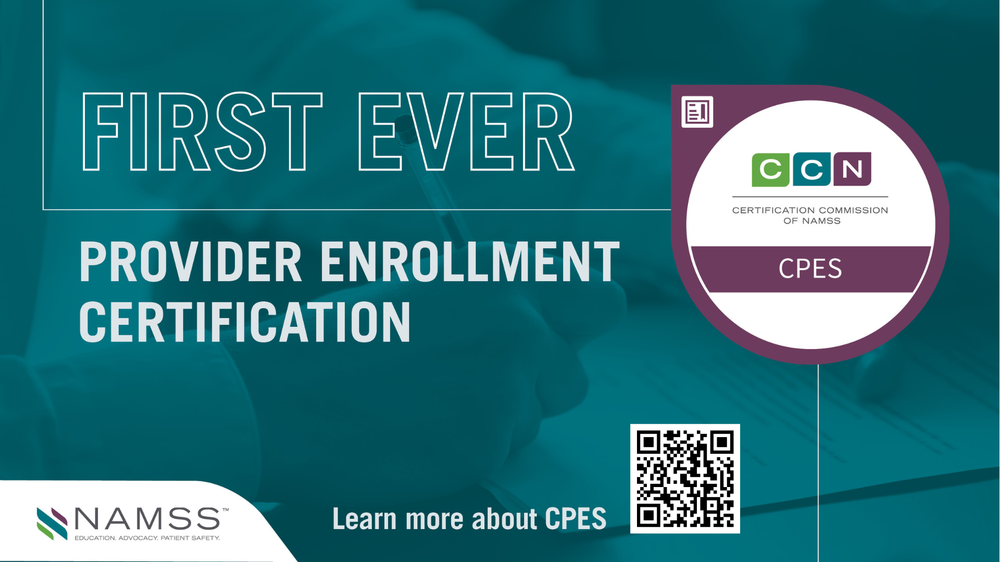 FIRST EVER
PROVIDER ENROLLMENT
CERTIFICATION
CCN
CERTIFICATION COMMISSION
OF NAMSS
CPES
Learn more about CPES
NAMSS™
EDUCATION. ADVOCACY. PATIENT SAFETY.